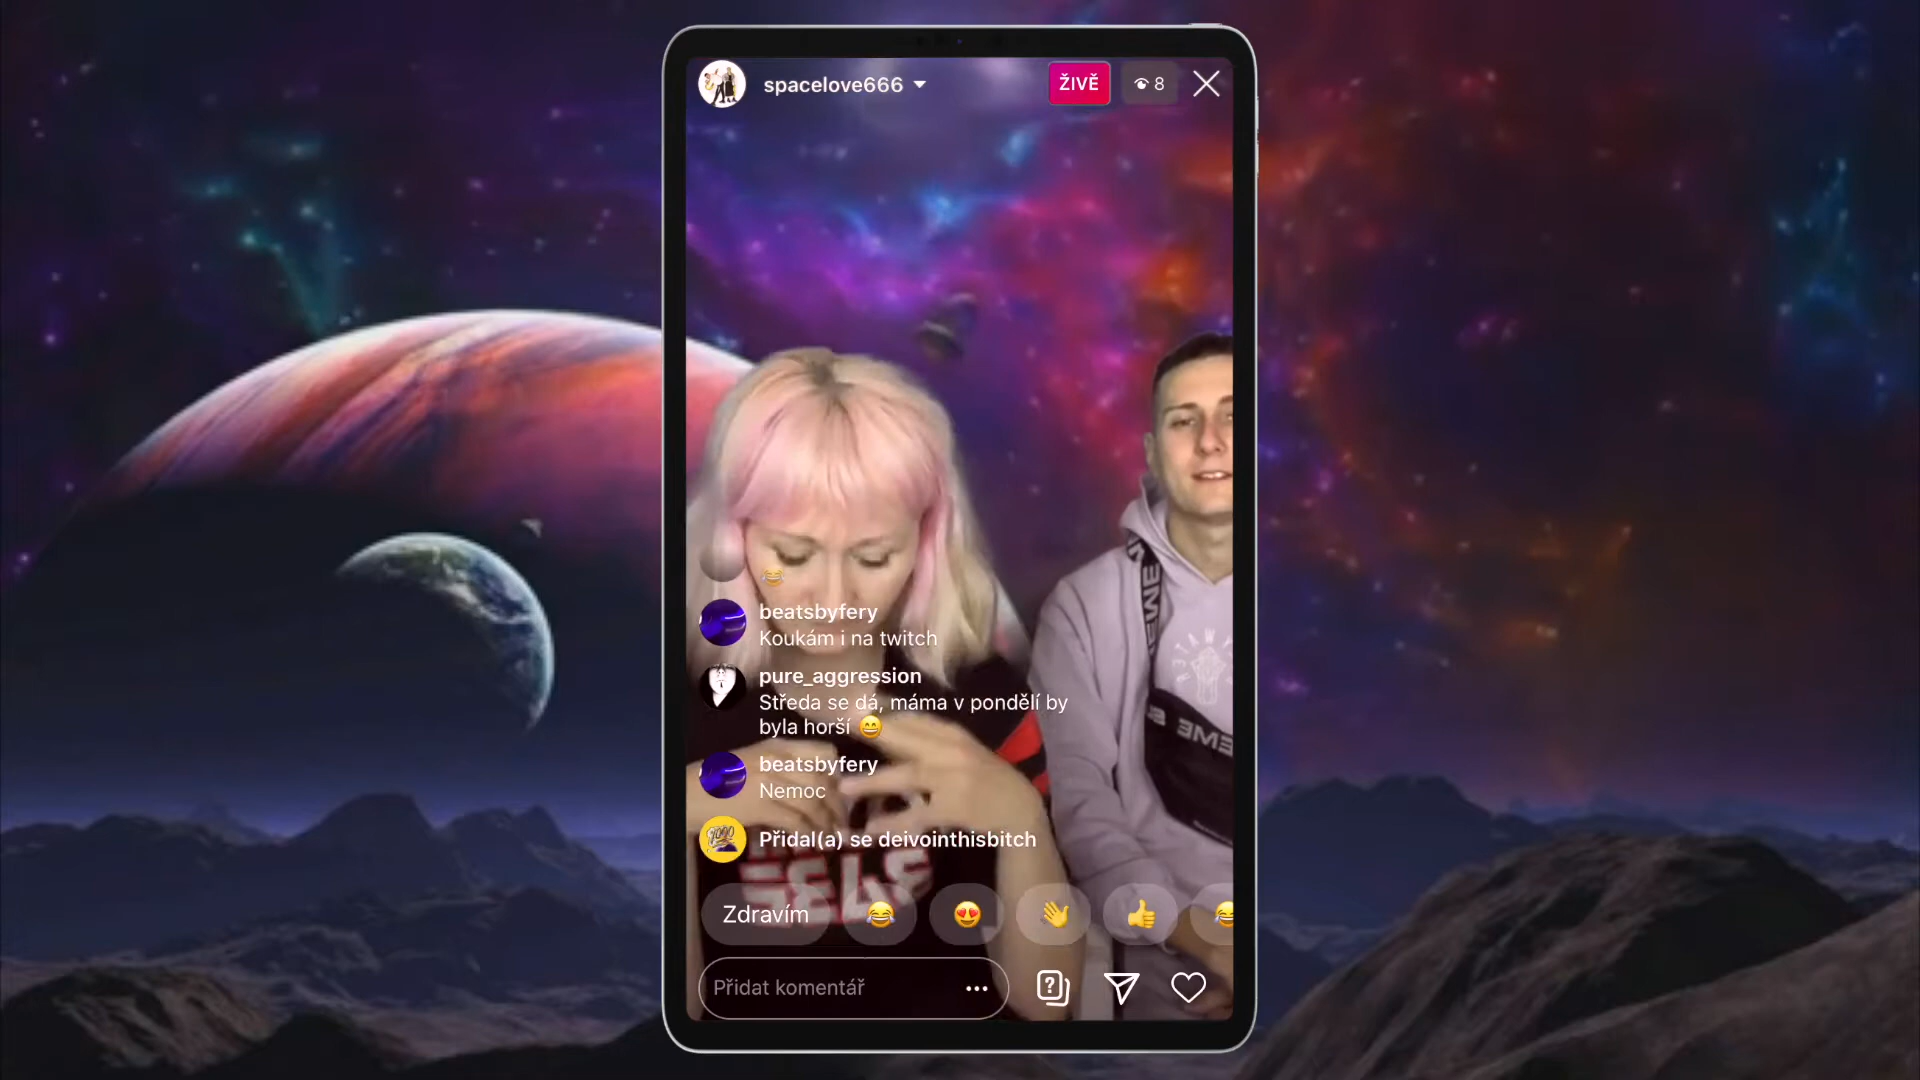 spacelove666
ŽIVĚ
8
beatsbyfery
Koukám i na twitch
pure_aggression
Středa se dá, máma v pondělí by
byla horší 😄
beatsbyfery
Nemoc
Přidal(a) se deivointhisbitch
Zdravím
Přidat komentář